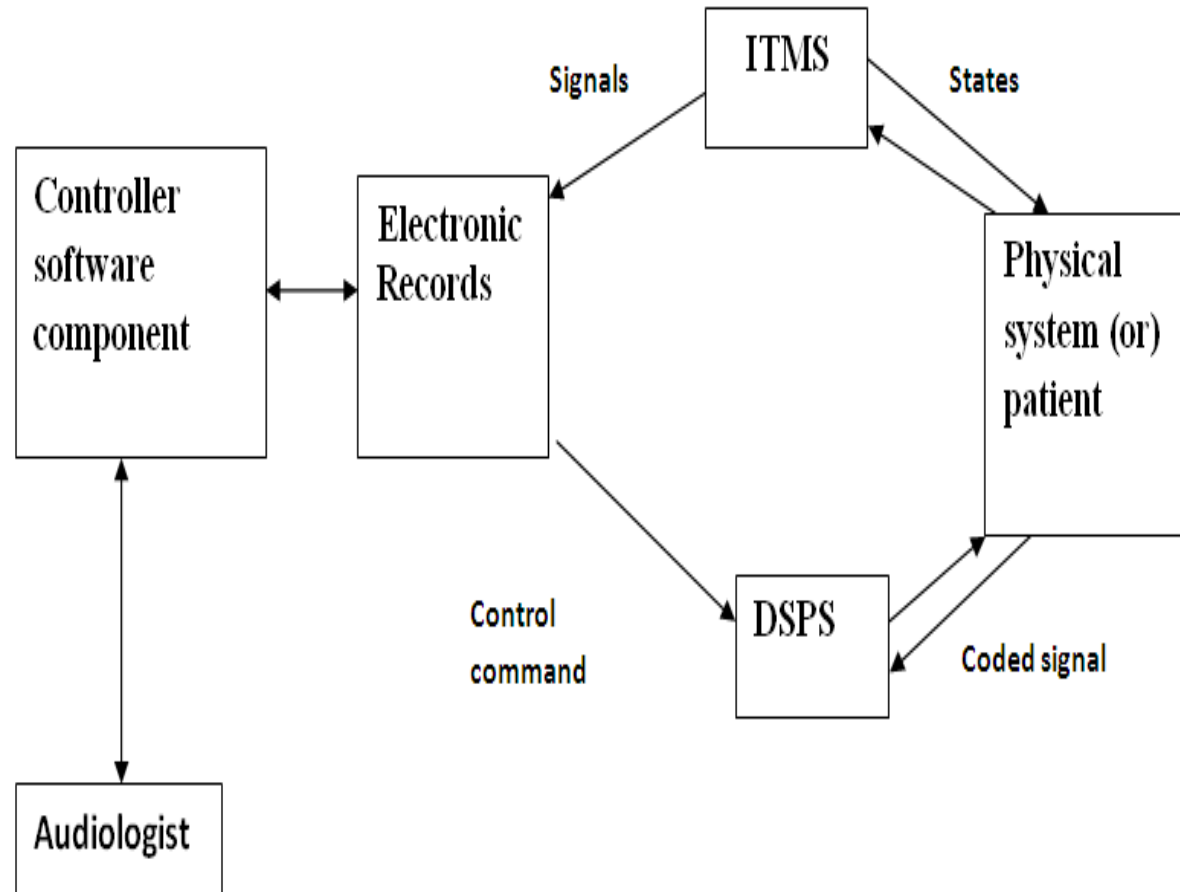 ITMS
Signals
States
Controller
software
component
Electronic
Records
Physical
system (or)
patient
Control
command
DSPS
Coded signal
Audiologist